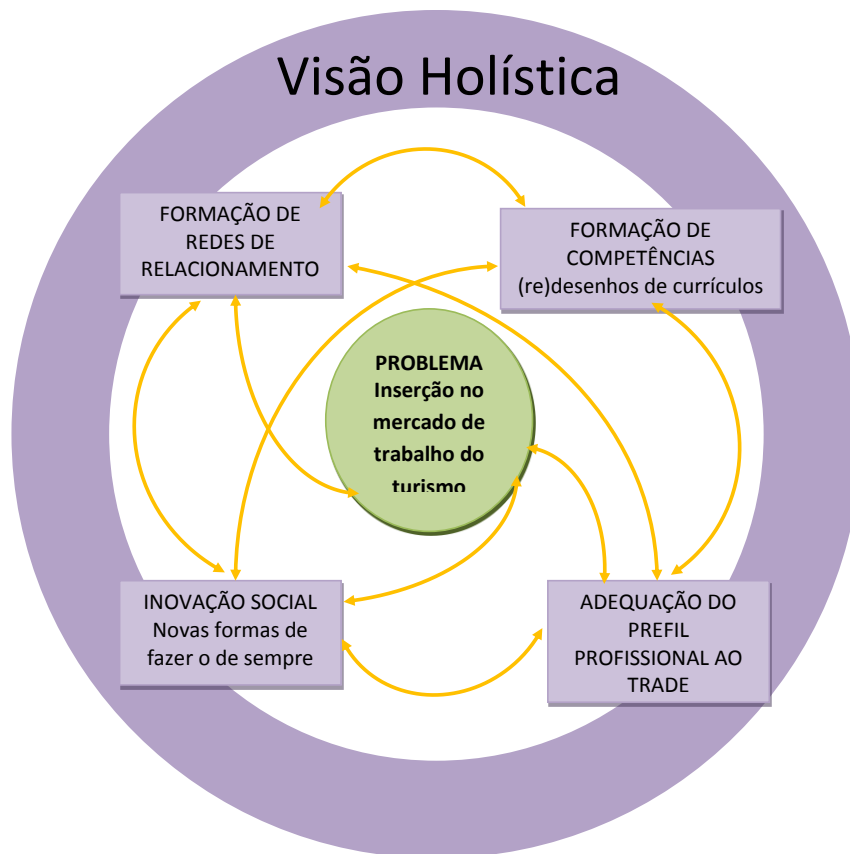 Visão Holística
FORMAÇÃO DE
REDES DE
RELACIONAMENTO
FORMAÇÃO DE
COMPETÊNCIAS
(re)desenhos de currículos
PROBLEMA
Inserção no
mercado de
trabalho do
turismo
INOVAÇÃO SOCIAL
Novas formas de
fazer o de sempre
ADEQUAÇÃO DO
PREFIL
PROFISSIONAL AO
TRADE